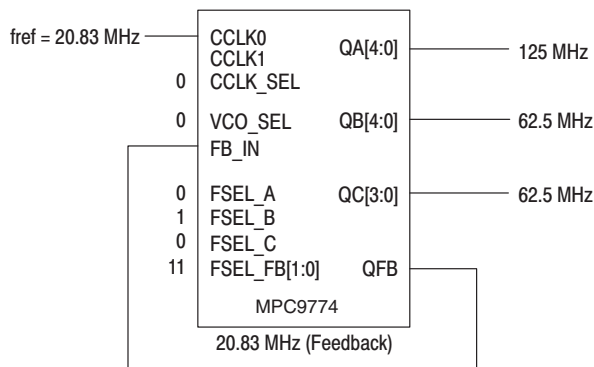 fref = 20.83 MHz CCLK0 QA[4:0] 125 MHz
CCLK1
0 CCLK_SEL
0 VCO_SEL QB[4:0] 62.5 MHz
FB_IN
0 FSEL_A QC[3:0] 62.5 MHz
1 FSEL_B
0 FSEL_C
11 FSEL_FB[1:0] QFB
MPC9774
20.83 MHz (Feedback)